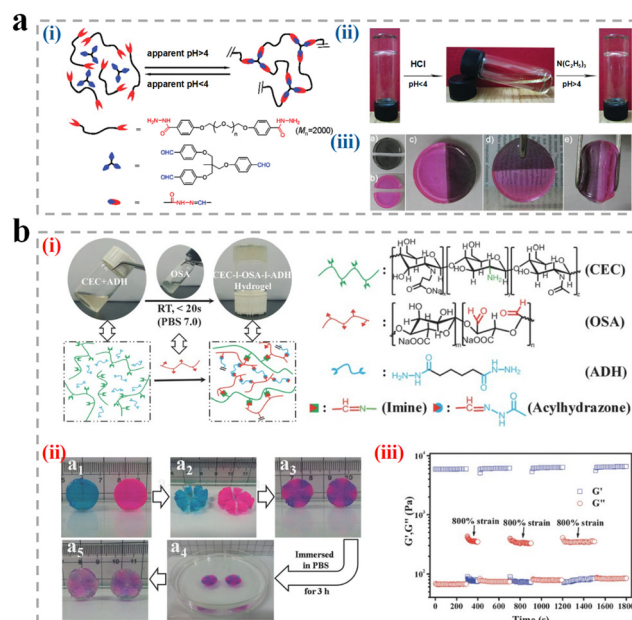 a
(i)
apparent pH>4
apparent pH<4
(Mn=2000)
(ii)
HCl
pH<4
N(C2H5)3
pH>4
(iii)
a)
b)
c)
d)
e)
b
(i)
CEC+ADH
OSA
RT, < 20s
(PBS 7.0)
CEC-l-OSA-l-ADH
Hydrogel
(CEC)
(OSA)
(ADH)
(Imine)
(Acylhydrazone)
(ii)
a1
a2
a3
a5
a4
Immersed
in PBS
for 3 h
(iii)
G',G'' (Pa)
G'
G''
800% strain
800% strain
800% strain
0 200 400 600 800 1000 1200 1400 1600 1800
Time (s)